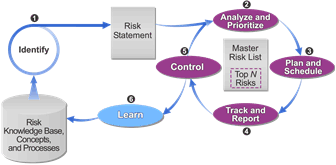 1
Identify
Risk
Statement
2
Analyze and
Prioritize
Master
Risk List
Top N
Risks
3
Plan and
Schedule
4
Track and
Report
5
Control
6
Learn
Risk
Knowledge Base,
Concepts,
and Processes